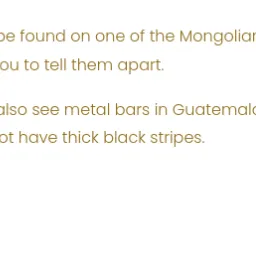 be found on one of the Mongolian
ou to tell them apart.
also see metal bars in Guatemala
ot have thick black stripes.